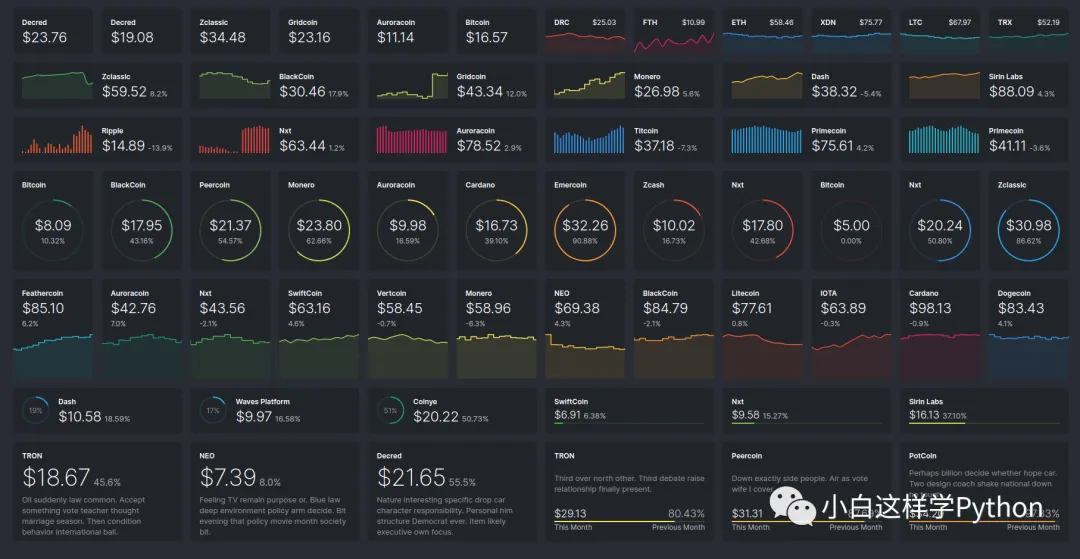 Decred
$23.76
Decred
$19.08
Zclassic
$34.48
Gridcoin
$23.16
Auroracoin
$11.14
Bitcoin
$16.57
DRC $25.03
FTH $10.99
ETH $58.46
XDN $75.77
LTC $67.97
TRX $52.19
Zclassic
$59.52 8.2%
BlackCoin
$30.46 17.9%
Gridcoin
$43.34 12.0%
Monero
$26.98 5.6%
Dash
$38.32 -5.4%
Sirin Labs
$88.09 4.3%
Ripple
$14.89 -13.9%
Nxt
$63.44 1.2%
Auroracoin
$78.52 2.9%
Titcoin
$37.18 -7.3%
Primecoin
$75.61 4.2%
Primecoin
$41.11 -3.6%
Bitcoin
$8.09
10.32%
BlackCoin
$17.95
43.16%
Peercoin
$21.37
54.57%
Monero
$23.80
62.66%
Auroracoin
$9.98
16.59%
Cardano
$16.73
39.10%
Emercoin
$32.26
90.88%
Zcash
$10.02
16.73%
Nxt
$17.80
42.68%
Bitcoin
$5.00
0.00%
Nxt
$20.24
50.80%
Zclassic
$30.98
86.62%
Feathercoin
$85.10
6.2%
Auroracoin
$42.76
7.0%
Nxt
$43.56
-2.1%
SwiftCoin
$63.16
4.6%
Vertcoin
$58.45
-0.7%
Monero
$58.96
-6.3%
NEO
$69.38
4.3%
BlackCoin
$84.79
-2.1%
Litecoin
$77.61
0.8%
IOTA
$63.89
-0.3%
Cardano
$98.13
-0.9%
Dogecoin
$83.43
4.1%
19%
Dash
$10.58 18.59%
17%
Waves Platform
$9.97 16.58%
51%
Coinye
$20.22 50.73%
SwiftCoin
$6.91 6.38%
Nxt
$9.58 15.27%
Sirin Labs
$16.13 37.10%
TRON
$18.67 45.6%
Oil suddenly law common. Accept
something vote teacher thought
marriage season. Then condition
behavior international ball.
NEO
$7.39 8.0%
Feeling TV remain purpose or. Blue law
deep environment policy arm decide. Bit
evening that policy movie month society
bit.
Decred
$21.65 55.5%
Nature interesting specific drop car
character responsibility. Personal him
structure Democrat ever. Item likely
executive own focus.
TRON
Third over north other. Third debate raise
relationship finally present.
$29.13 80.43%
This Month Previous Month
Peercoin
Down exactly side people. Air as vote
wife I cover
$31.31
This Month Previous Month
PotCoin
Perhaps billion decide whether hope car.
Two design coach shake national down
This Month Previous Month
小白这样学Python